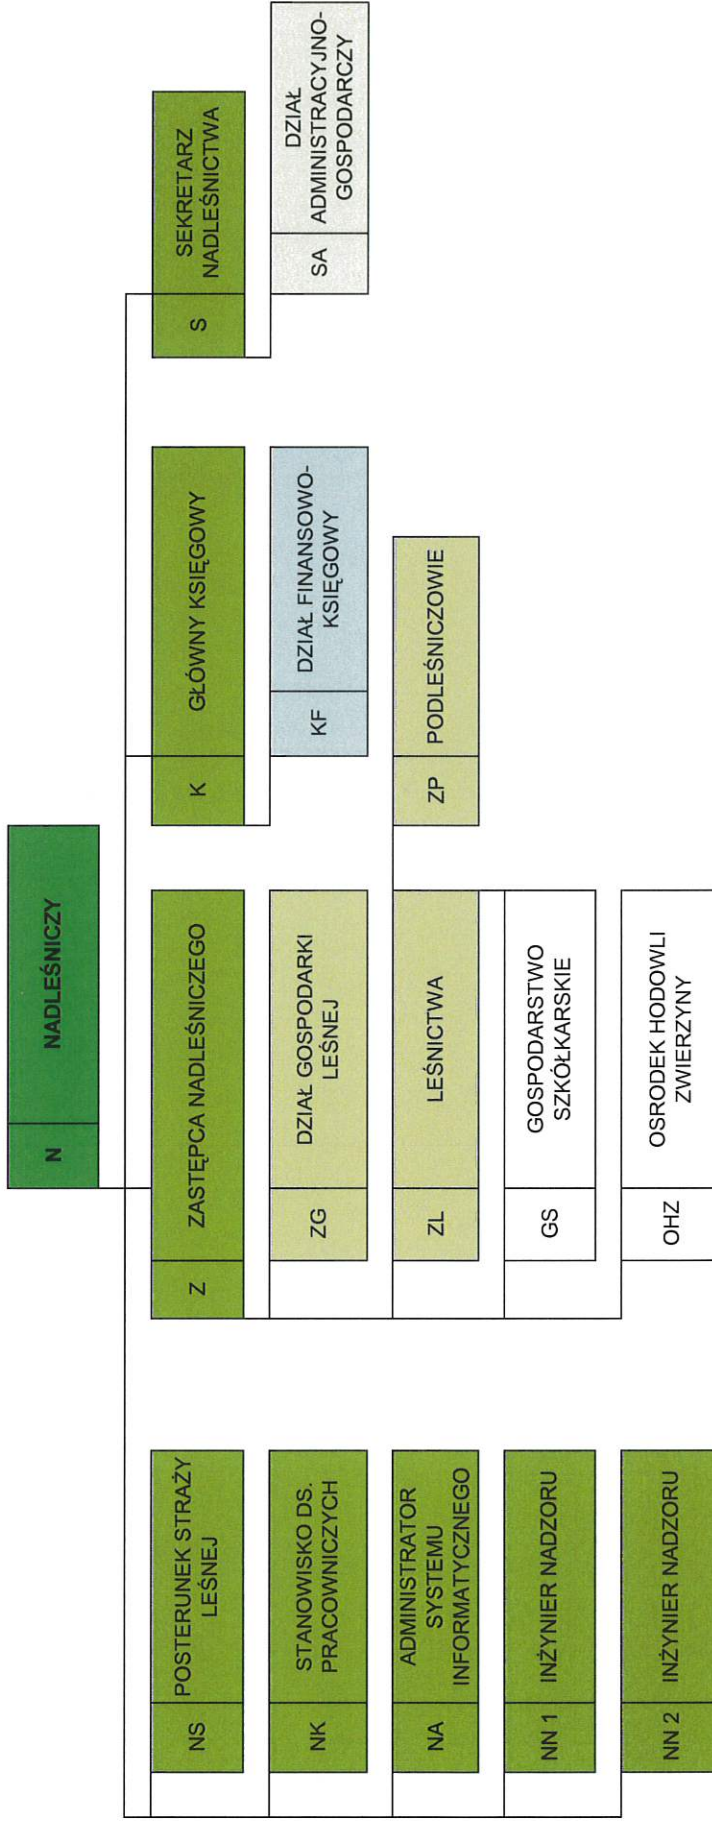 N NADLEŚNICZY
NS POSTERUNEK STRAŻY
LEŚNEJ
NK STANOWISKO DS.
PRACOWNICZYCH
NA ADMINISTRATOR
SYSTEMU
INFORMATYCZNEGO
NN 1 INŻYNIER NADZORU
NN 2 INŻYNIER NADZORU
Z ZASTĘPCA NADLEŚNICZEGO
ZG DZIAŁ GOSPODARKI
LEŚNEJ
ZL LEŚNICTWA
ZP PODLEŚNICZOWIE
GS GOSPODARSTWO
SZKÓŁKARSKIE
OHZ OSRODEK HODOWLI
ZWIERZYNY
K GŁÓWNY KSIĘGOWY
KF DZIAŁ FINANSOWO-
KSIĘGOWY
S SEKRETARZ
NADLEŚNICTWA
SA DZIAŁ
ADMINISTRACYJNO-
GOSPODARCZY